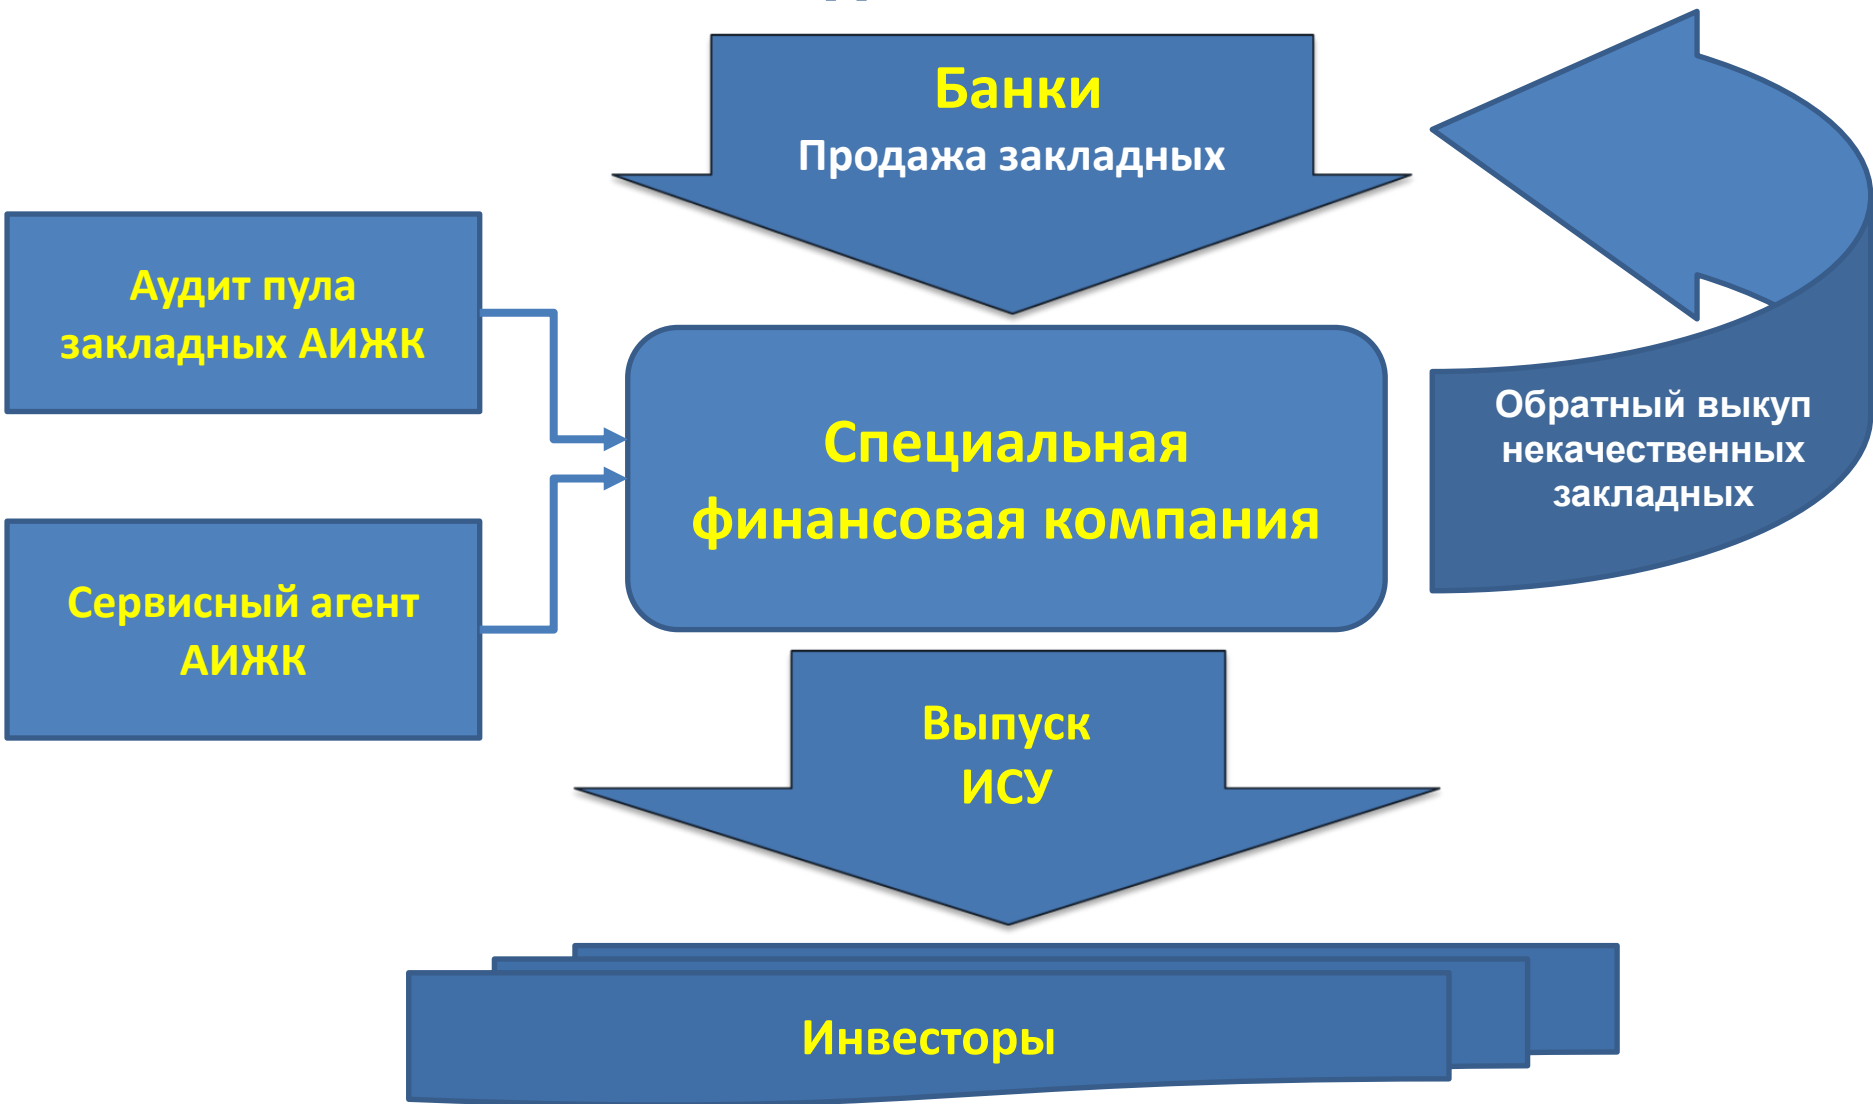 Банки
Продажа закладных
Аудит пула
закладных АИЖК
Обратный выкуп
некачественных
закладных
Специальная
финансовая компания
Сервисный агент
АИЖК
Выпуск
ИСУ
Инвесторы